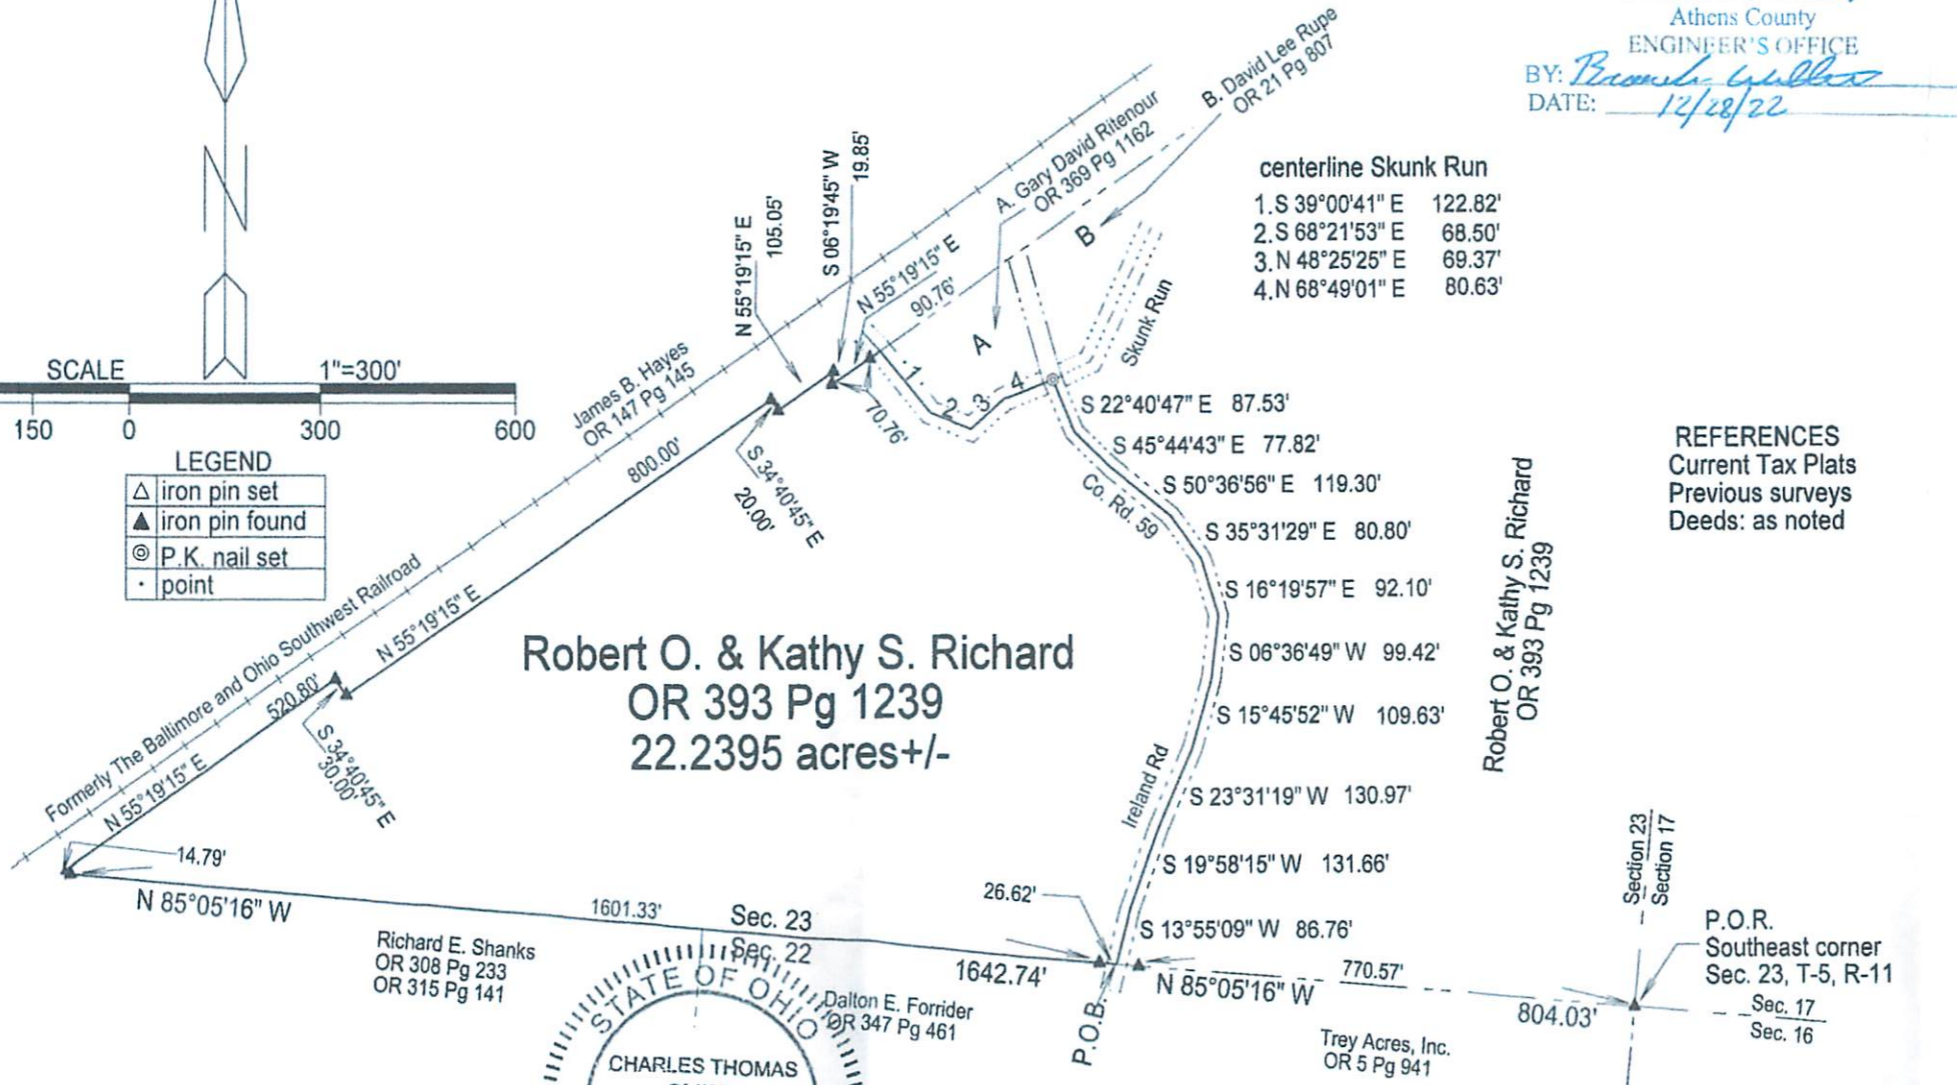 Athens County
ENGINEER'S OFFICE
BY:
DATE: 12/28/22
N
SCALE 1"=300'
150 0 300 600
LEGEND
iron pin set
iron pin found
P.K. nail set
point
centerline Skunk Run
1.S 39°00'41" E 122.82'
2.S 68°21'53" E 68.50'
3.N 48°25'25" E 69.37'
4.N 68°49'01" E 80.63'
B. David Lee Rupe
OR 21 Pg 807
A. Gary David Ritenour
OR 369 Pg 1162
B
A
Skunk Run
S 06°19'45" W
19.85'
N 55°19'15" E
105.05'
N 55°19'15" E
90.76'
70.76'
1
2
3
4
James B. Hayes
OR 147 Pg 145
800.00'
S 34°40'45" E
20.00'
N 55°19'15" E
Formerly The Baltimore and Ohio Southwest Railroad
520.80'
N 55°19'15" E
S 34°40'45" E
30.00'
14.79'
S 22°40'47" E 87.53'
S 45°44'43" E 77.82'
S 50°36'56" E 119.30'
Co. Rd. 59
S 35°31'29" E 80.80'
S 16°19'57" E 92.10'
S 06°36'49" W 99.42'
S 15°45'52" W 109.63'
S 23°31'19" W 130.97'
S 19°58'15" W 131.66'
S 13°55'09" W 86.76'
Ireland Rd
REFERENCES
Current Tax Plats
Previous surveys
Deeds: as noted
Robert O. & Kathy S. Richard
OR 393 Pg 1239
Robert O. & Kathy S. Richard
OR 393 Pg 1239
22.2395 acres+/-
N 85°05'16" W
1601.33'
Sec. 23
Sec. 22
26.62'
1642.74'
N 85°05'16" W
770.57'
804.03'
P.O.B.
Section 23
Section 17
P.O.R.
Southeast corner
Sec. 23, T-5, R-11
Sec. 17
Sec. 16
Richard E. Shanks
OR 308 Pg 233
OR 315 Pg 141
Dalton E. Forrider
OR 347 Pg 461
Trey Acres, Inc.
OR 5 Pg 941
STATE OF OHIO
CHARLES THOMAS